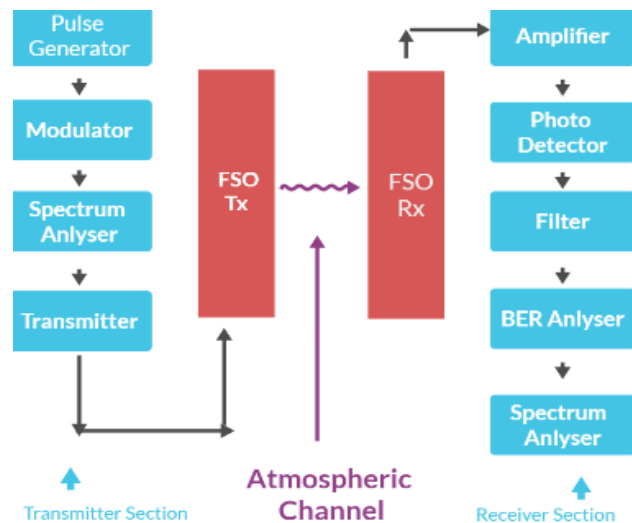 Pulse
Generator
Modulator
Spectrum
Anlyser
Transmitter
Transmitter Section
FSO
Tx
FSO
Rx
Atmospheric
Channel
Amplifier
Photo
Detector
Filter
BER Anlyser
Spectrum
Anlyser
Receiver Section